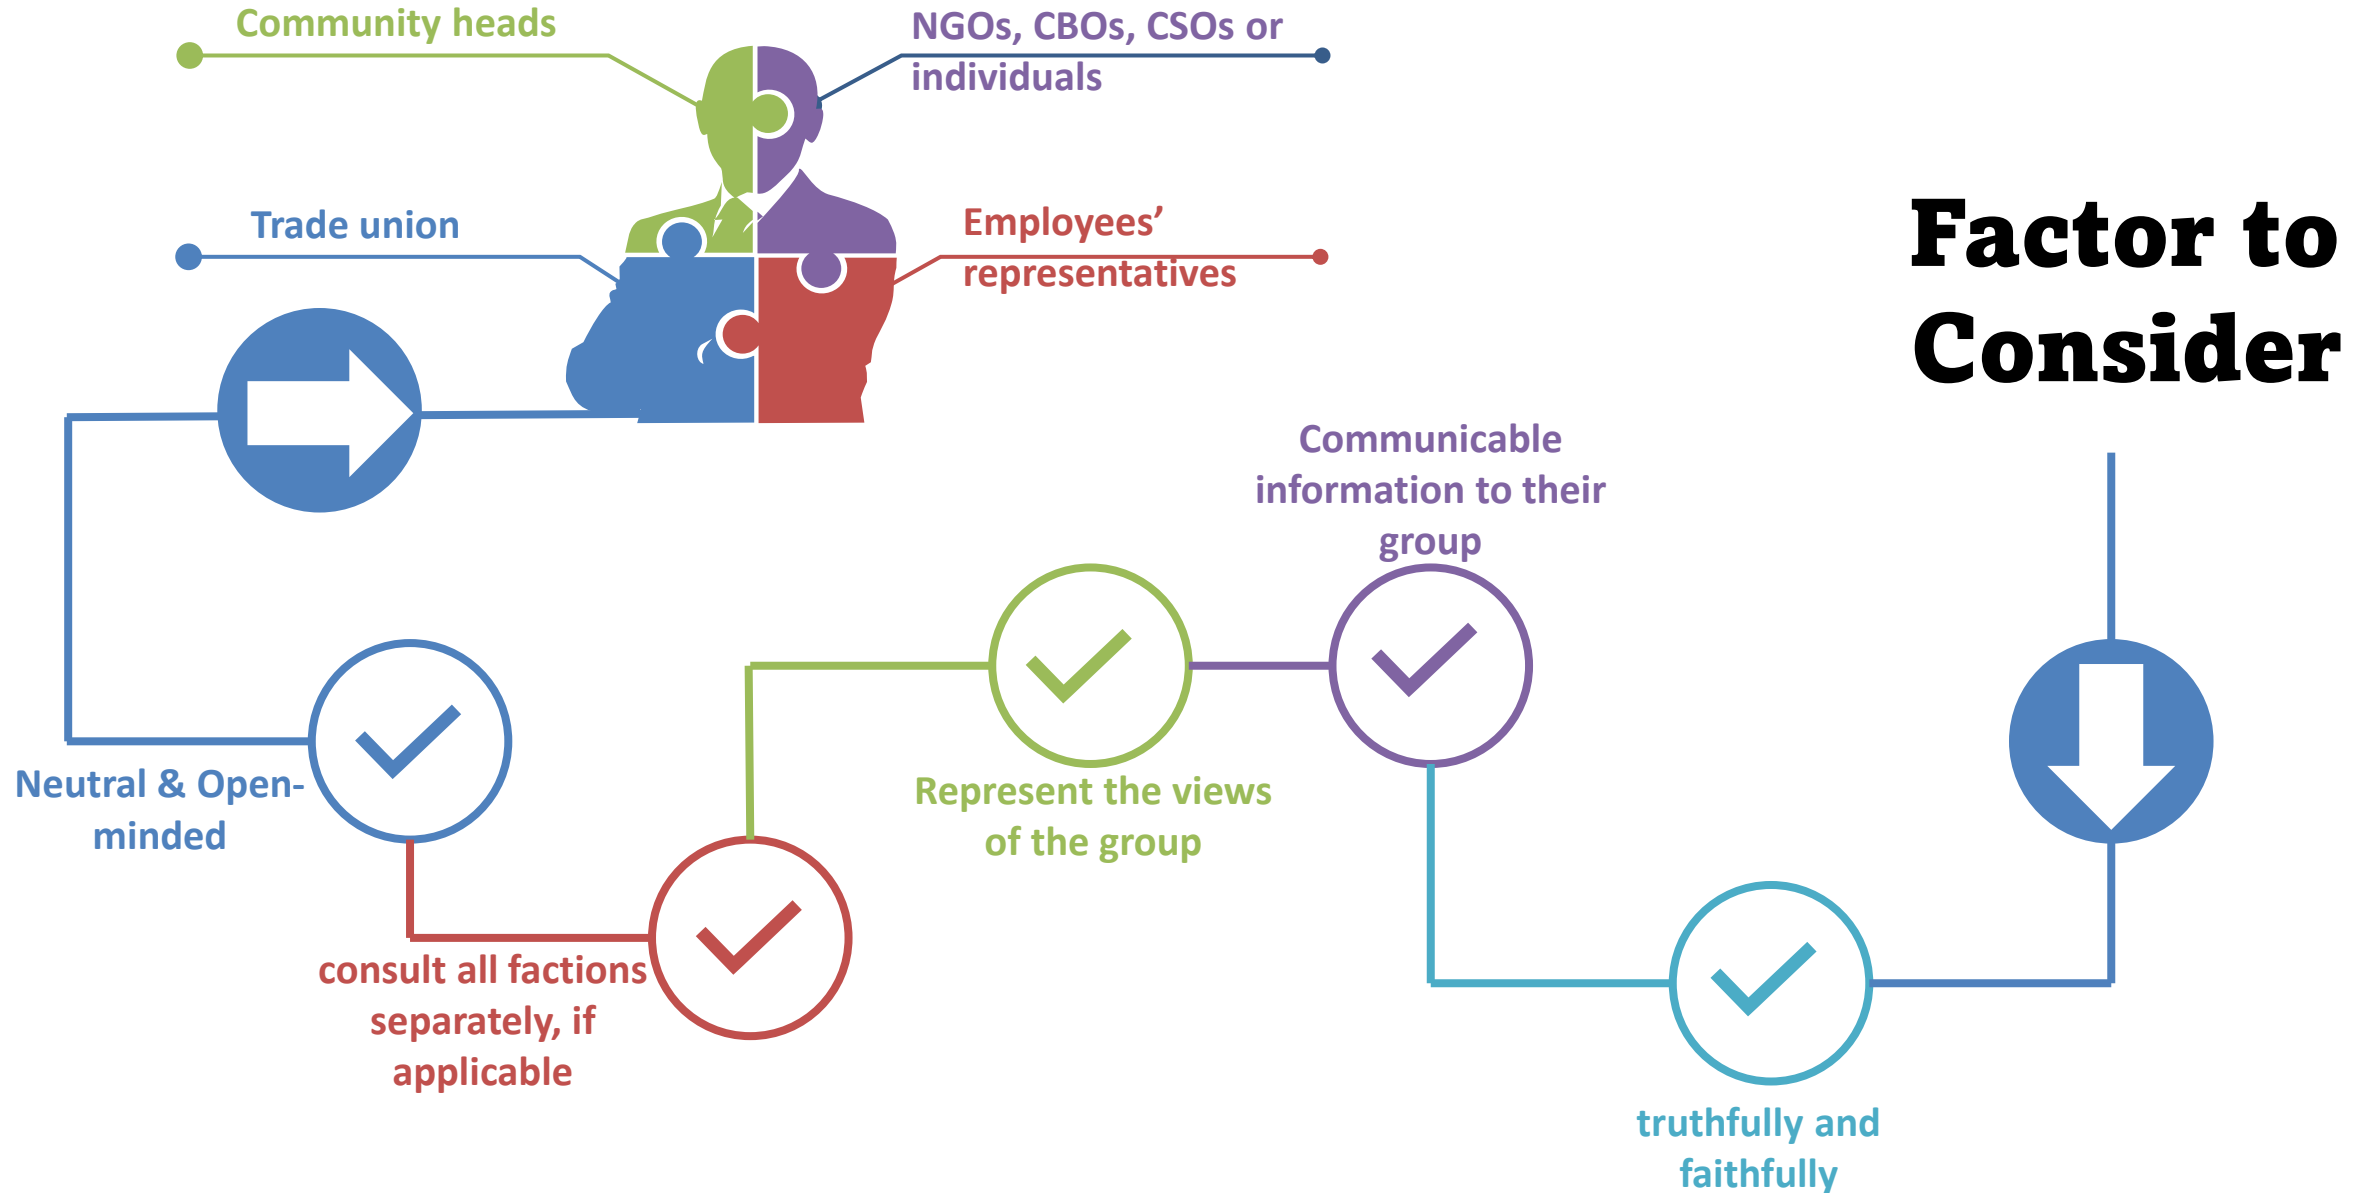 Community heads
NGOs, CBOs, CSOs or
individuals
Trade union
Employees’
representatives
Factor to
Consider
Communicable
information to their
group
Neutral & Open-
minded
Represent the views
of the group
consult all factions
separately, if
applicable
truthfully and
faithfully